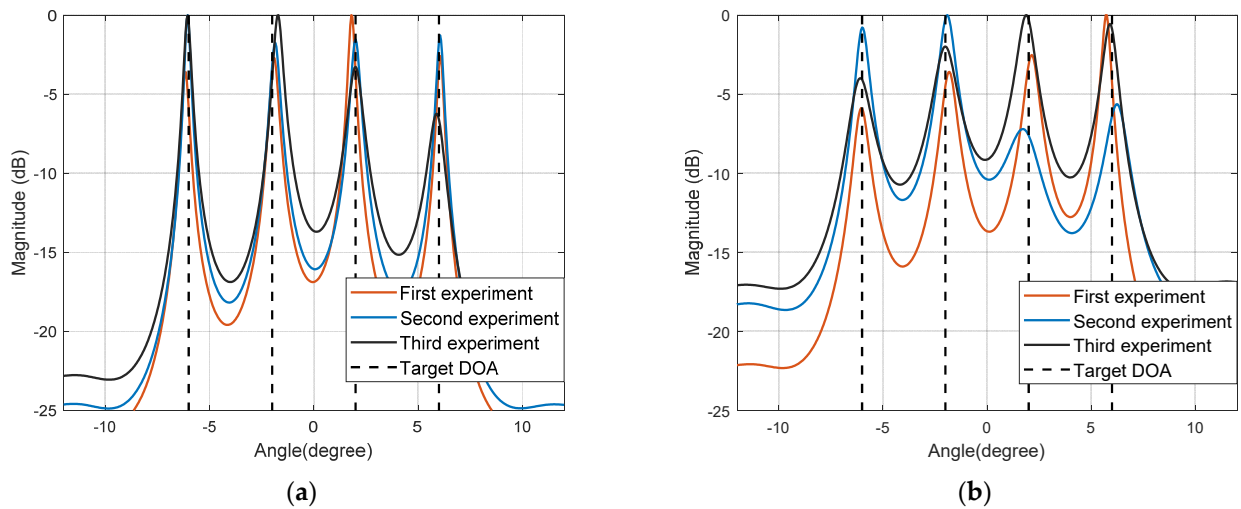 0
-5
-10
-15
-20
-25
Magnitude (dB)
-10
-5
0
5
10
Angle(degree)
First experiment
Second experiment
Third experiment
Target DOA
(a)
0
-5
-10
-15
-20
-25
Magnitude (dB)
-10
-5
0
5
10
Angle(degree)
First experiment
Second experiment
Third experiment
Target DOA
(b)